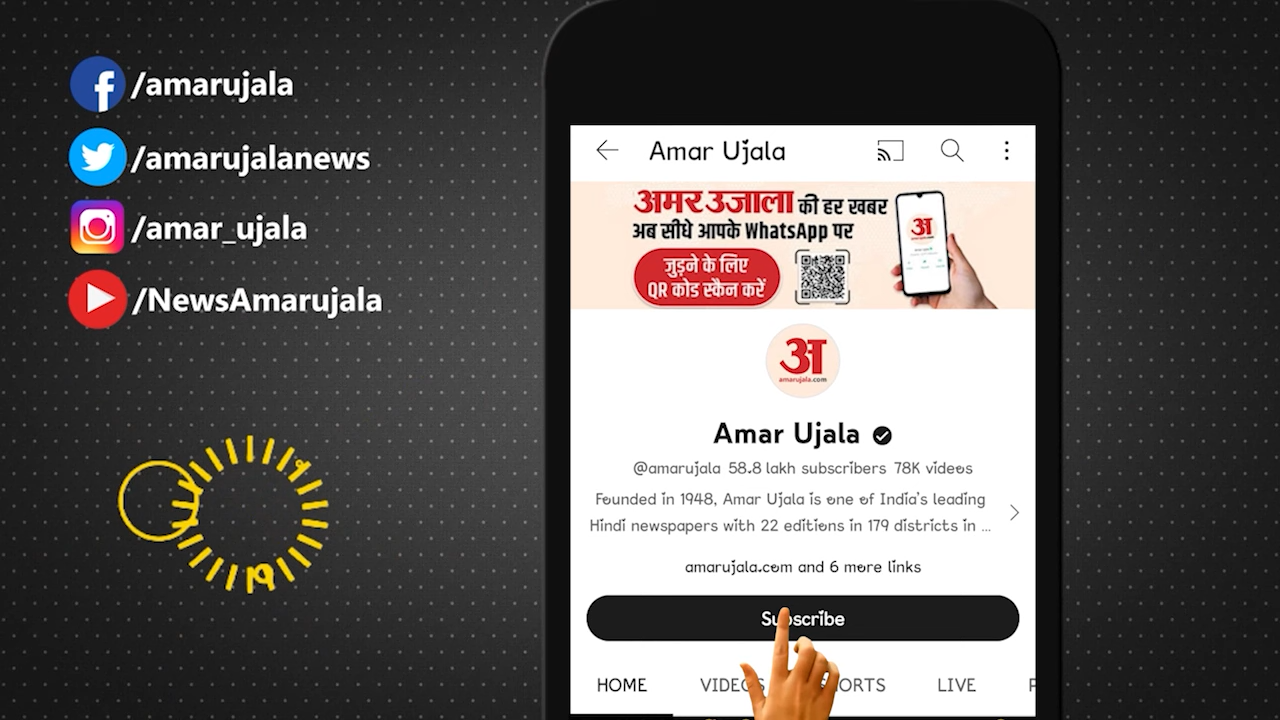 /amarujala
/amarujalanews
/amar_ujala
/NewsAmarujala
Amar Ujala
अमर उजाला की हर खबर
अब सीधे आपके WhatsApp पर
जुड़ने के लिए
QR कोड स्कैन करें
अ
अ
amarujala.com
Amar Ujala
@amarujala 58.8 lakh subscribers 78K videos
Founded in 1948, Amar Ujala is one of India's leading
Hindi newspapers with 22 editions in 179 districts in ...
amarujala.com and 6 more links
Subscribe
HOME VIDEOS SHORTS LIVE P